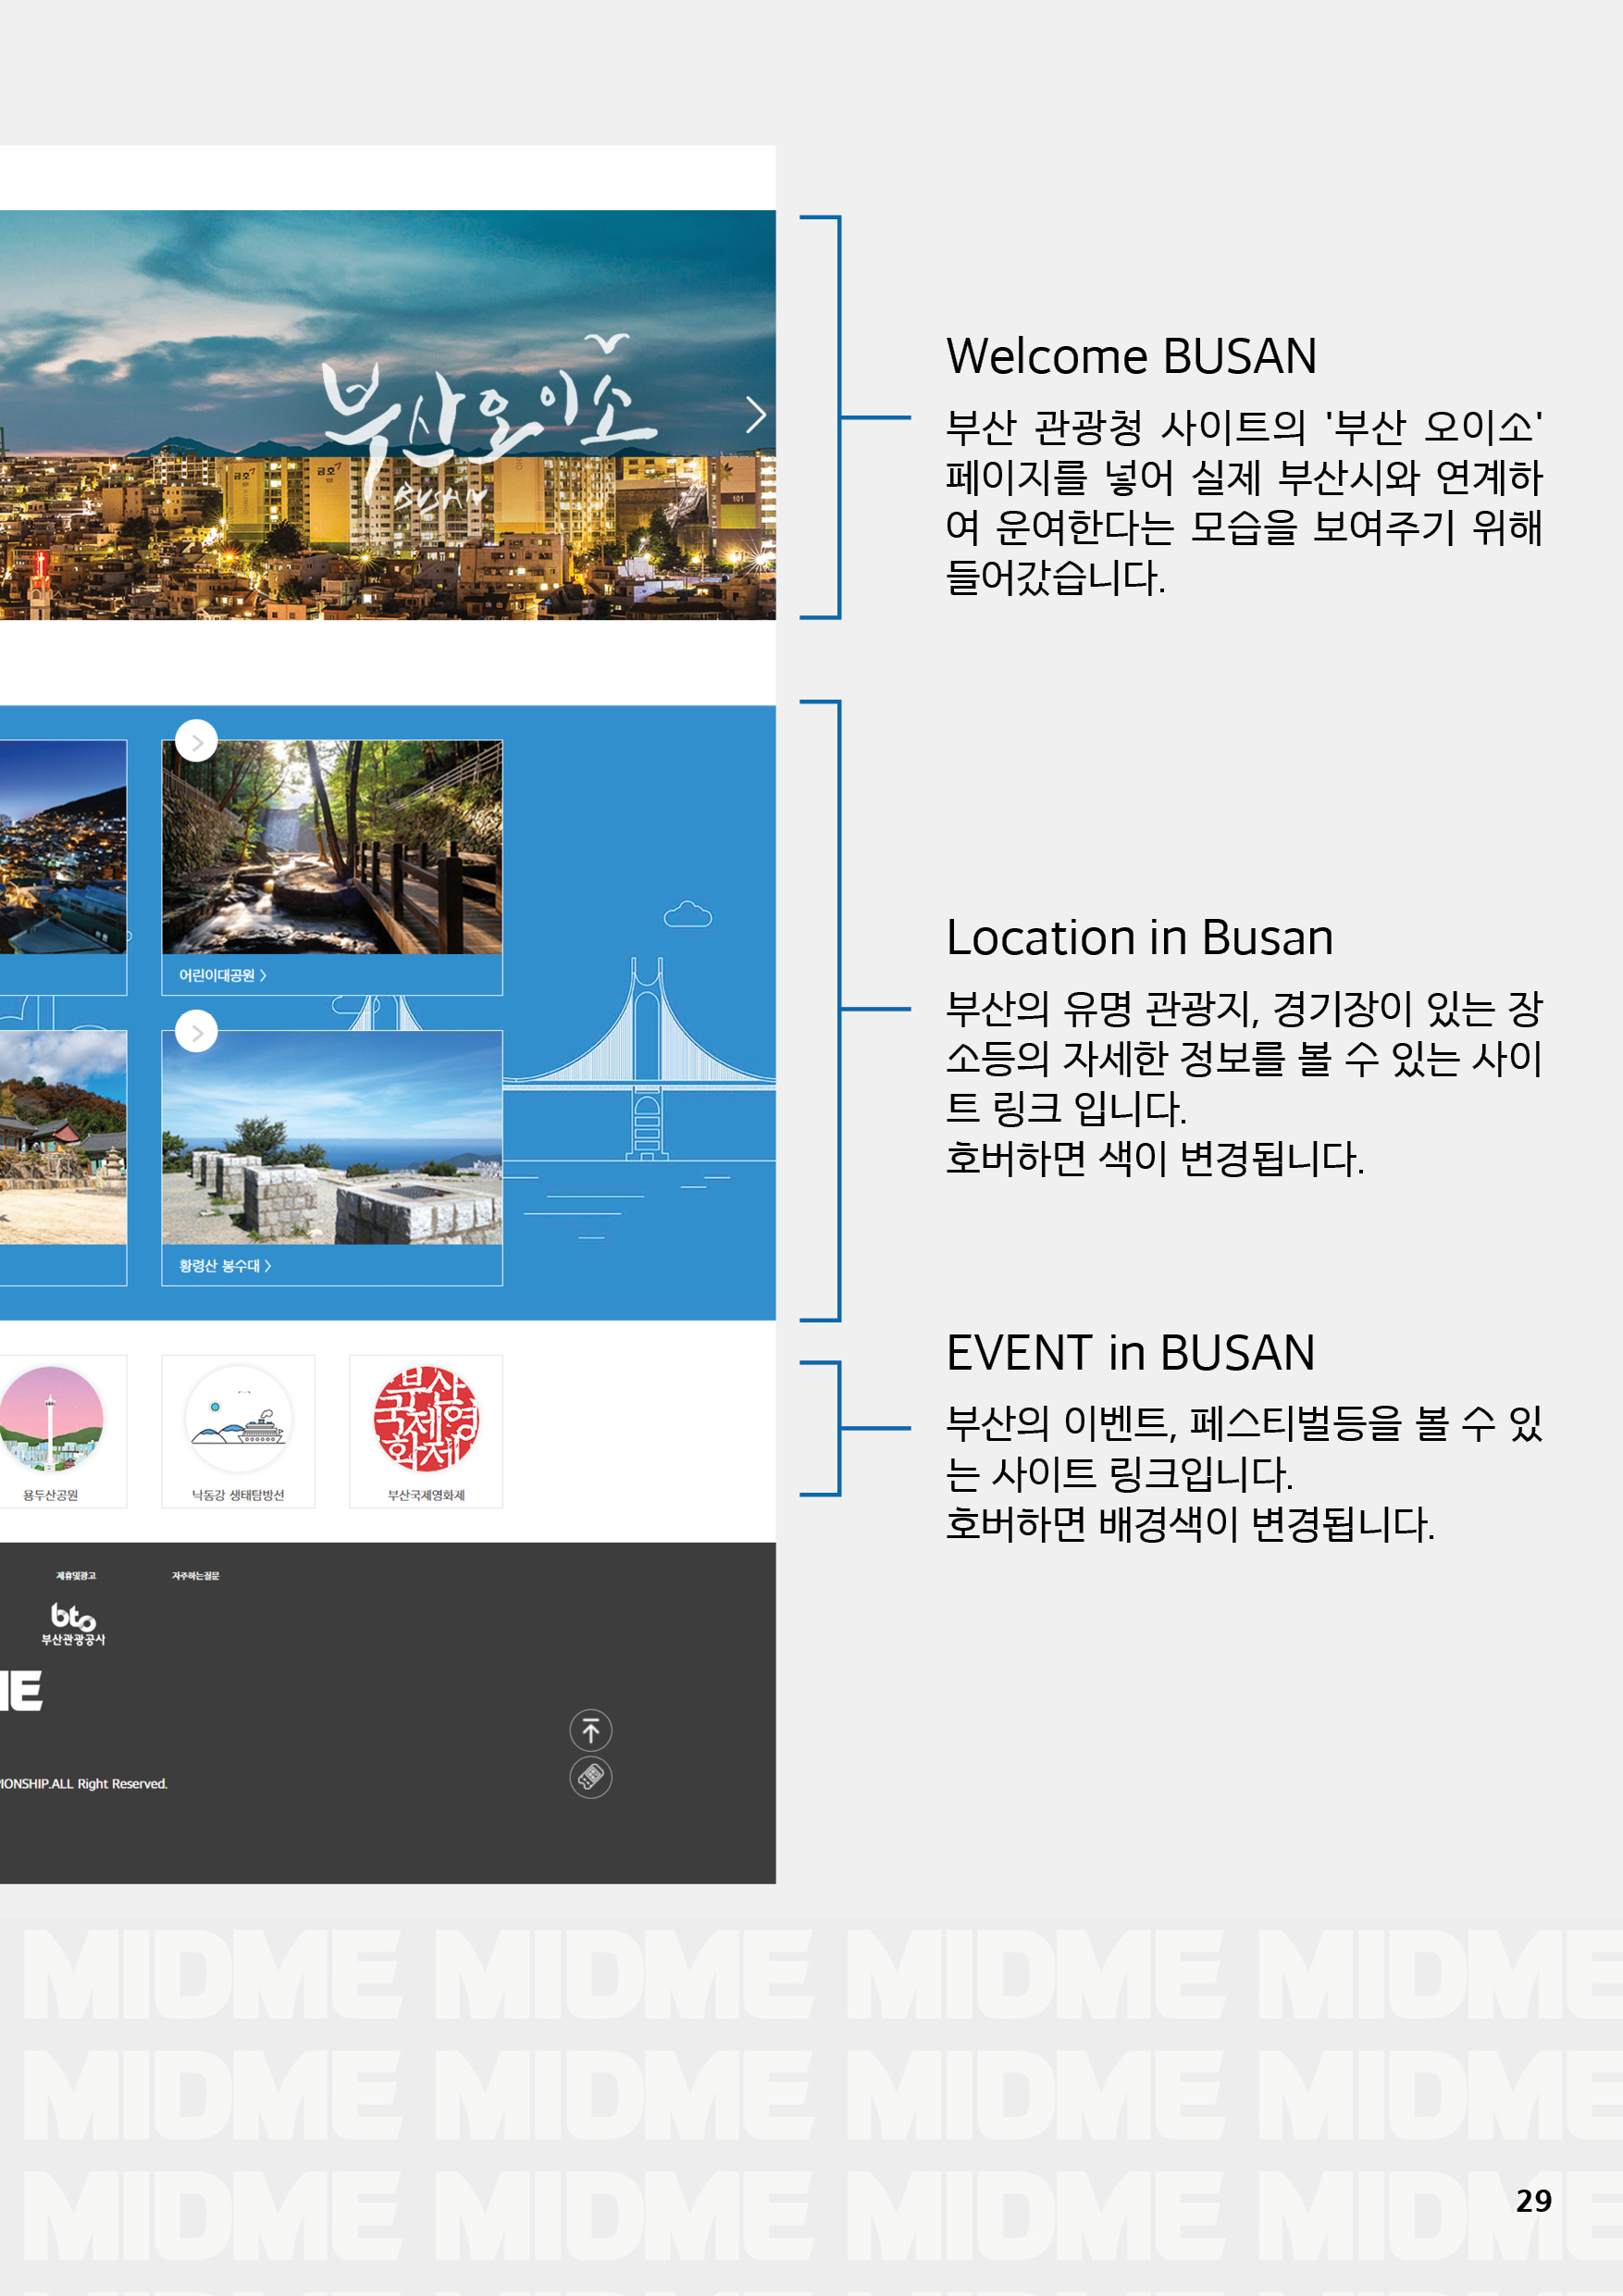 부산오이소
BUSAN
금호
금호
101
Welcome BUSAN
부산 관광청 사이트의 '부산 오이소'
페이지를 넣어 실제 부산시와 연계하
여 운여한다는 모습을 보여주기 위해
들어갔습니다.
어린이대공원 >
황령산 봉수대 >
Location in Busan
부산의 유명 관광지, 경기장이 있는 장
소등의 자세한 정보를 볼 수 있는 사이
트 링크 입니다.
호버하면 색이 변경됩니다.
부산
국제영
화제
용두산공원
낙동강 생태탐방선
부산국제영화제
EVENT in BUSAN
부산의 이벤트, 페스티벌등을 볼 수 있
는 사이트 링크입니다.
호버하면 배경색이 변경됩니다.
제휴및광고
자주하는질문
bto
부산관광공사
ME
PIONSHIP.ALL Right Reserved.
MIDME MIDME MIDME MIDME
MIDME MIDME MIDME MIDME
MIDME MIDME MIDME MIDME
29